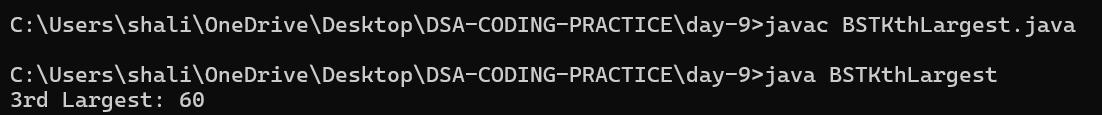 C:\Users\shali\OneDrive\Desktop\DSA-CODING-PRACTICE\day-9>javac BSTKthLargest.java
C:\Users\shali\OneDrive\Desktop\DSA-CODING-PRACTICE\day-9>java BSTKthLargest
3rd Largest: 60